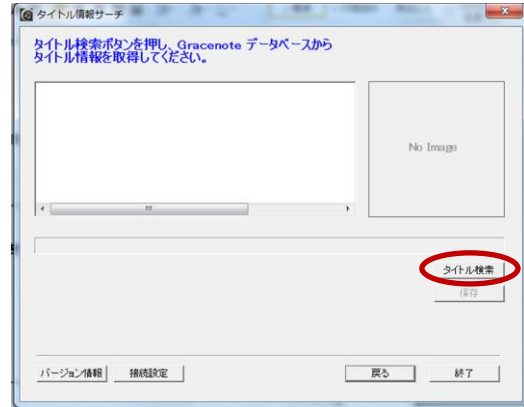 タイトル情報サーチ
タイトル検索ボタンを押し、Gracenote データベースから
タイトル情報を取得してください。
No Image
タイトル検索
保存
バージョン情報
接続設定
戻る
終了